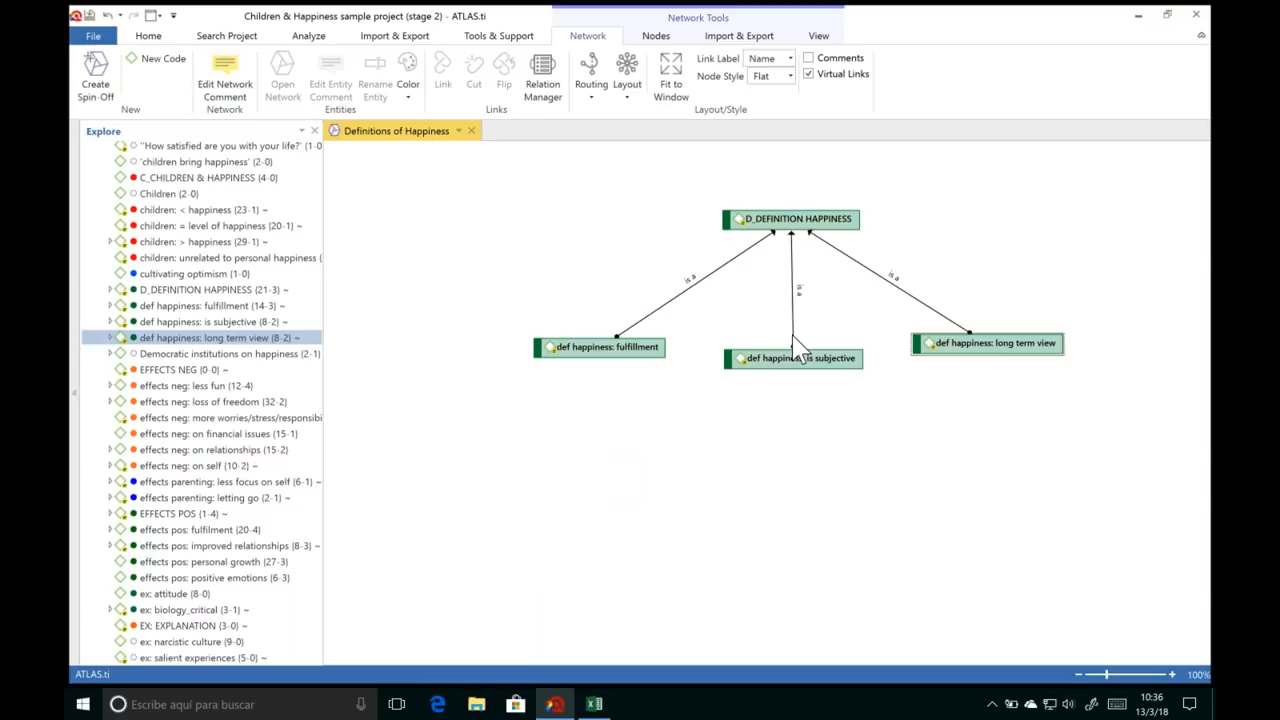 Children & Happiness sample project (stage 2) - ATLAS.ti
Network Tools
File
Home
Search Project
Analyze
Import & Export
Tools & Support
Network
Nodes
Import & Export
View
Create Spin-Off
New Code
New
Edit Network Comment
Network
Open Network
Edit Entity Comment
Rename Entity
Color
Entities
Link
Cut
Flip
Relation Manager
Links
Routing
Layout
Fit to Window
Link Label
Name
Node Style
Flat
Comments
Virtual Links
Layout/Style
Explore
Definitions of Happiness
"How satisfied are you with your life?' (1-0
'children bring happiness' (2-0)
C_CHILDREN & HAPPINESS (4-0)
Children (2-0)
children: < happiness (23-1) ~
children: = level of happiness (20-1) ~
children: > happiness (29-1) ~
children: unrelated to personal happiness (
cultivating optimism (1-0)
D_DEFINITION HAPPINESS (21-3) ~
def happiness: fulfillment (14-3) ~
def happiness: is subjective (8-2) ~
def happiness: long term view (8-2) ~
Democratic institutions on happiness (2-1)
EFFECTS NEG (0-0) ~
effects neg: less fun (12-4)
effects neg: loss of freedom (32-2)
effects neg: more worries/stress/responsibi
effects neg: on financial issues (15-1)
effects neg: on relationships (15-2)
effects neg: on self (10-2) ~
effects parenting: less focus on self (6-1) ~
effects parenting: letting go (2-1) ~
EFFECTS POS (1-4) ~
effects pos: fulfilment (20-4)
effects pos: improved relationships (8-3) ~
effects pos: personal growth (27-3)
effects pos: positive emotions (6-3)
ex: attitude (8-0)
ex: biology_critical (3-1) ~
EX: EXPLANATION (3-0) ~
ex: narcistic culture (9-0)
ex: salient experiences (5-0) ~
D_DEFINITION HAPPINESS
is a
is a
is a
def happiness: fulfillment
def happiness: is subjective
def happiness: long term view
ATLAS.ti
100%
Escribe aquí para buscar
10:36
13/3/18